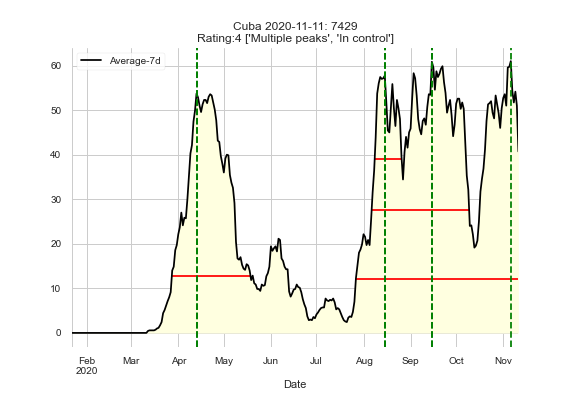 Cuba 2020-11-11: 7429
Rating:4 ['Multiple peaks', 'In control']
Average-7d
60
50
40
30
20
10
0
Feb Mar Apr May Jun Jul Aug Sep Oct Nov
2020
Date